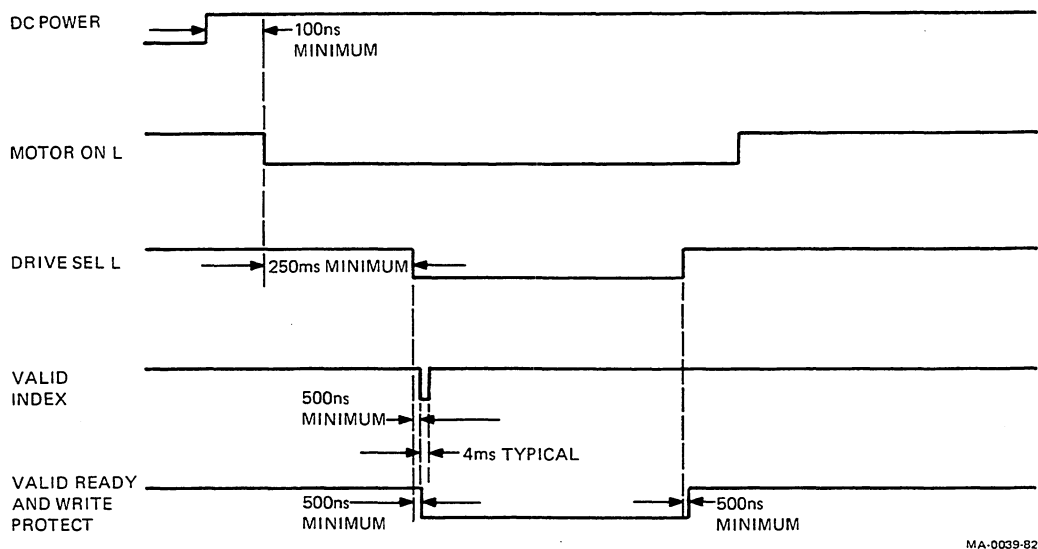 DC POWER
100ns
MINIMUM
MOTOR ON L
DRIVE SEL L
250ms MINIMUM
VALID
INDEX
500ns
MINIMUM
4ms TYPICAL
VALID READY
AND WRITE
PROTECT
500ns
MINIMUM
500ns
MINIMUM
MA-0039-82